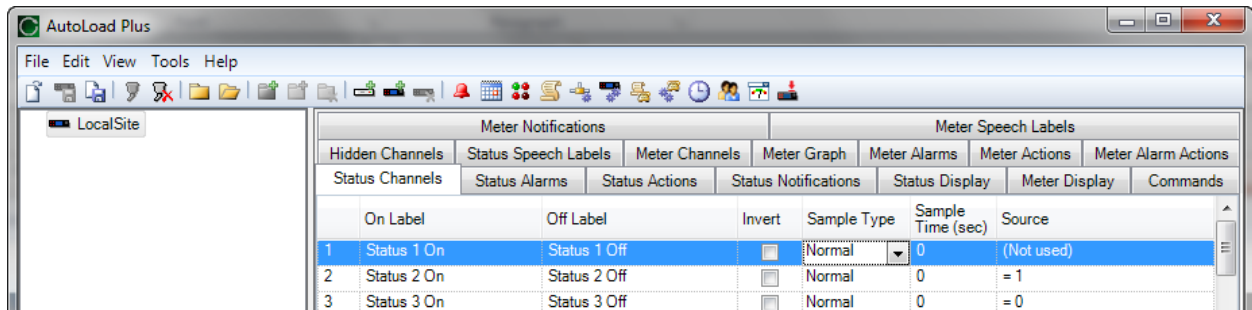 AutoLoad Plus
File Edit View Tools Help
LocalSite
Meter Notifications Meter Speech Labels
Hidden Channels Status Speech Labels Meter Channels Meter Graph Meter Alarms Meter Actions Meter Alarm Actions
Status Channels Status Alarms Status Actions Status Notifications Status Display Meter Display Commands
On Label Off Label Invert Sample Type Sample Time (sec) Source
1 Status 1 On Status 1 Off Normal 0 (Not used)
2 Status 2 On Status 2 Off Normal 0 = 1
3 Status 3 On Status 3 Off Normal 0 = 0